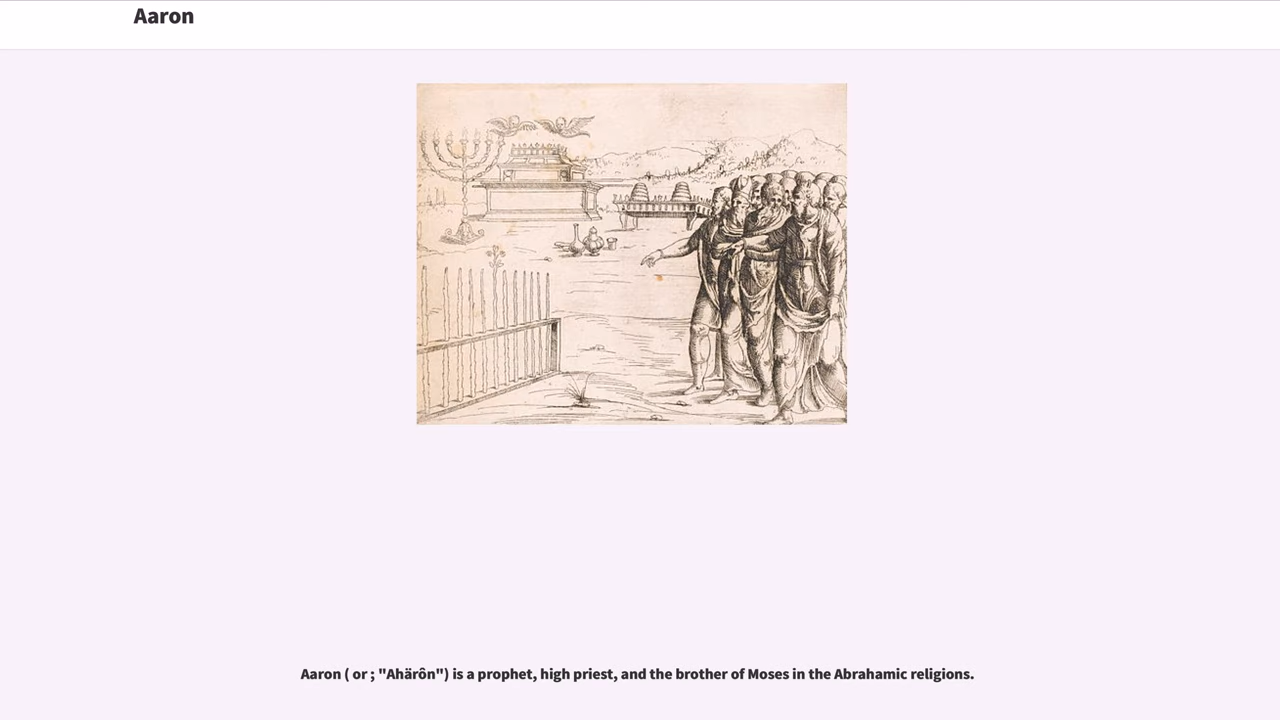 Aaron
Aaron ( or ; "Ahärôn") is a prophet, high priest, and the brother of Moses in the Abrahamic religions.